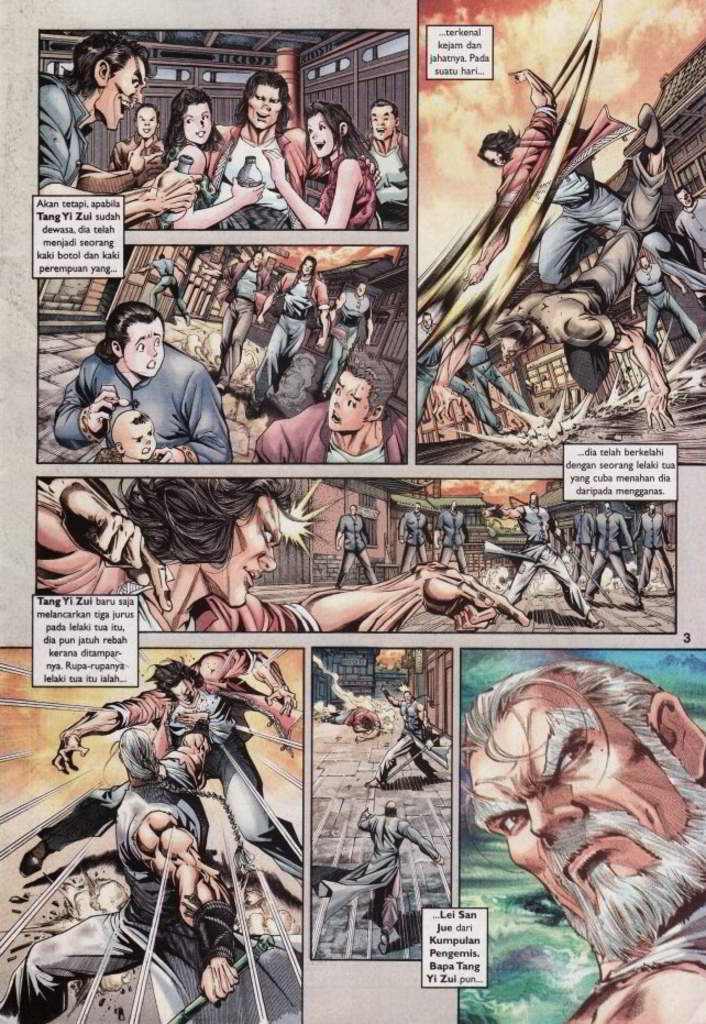 Akan tetapi, apabila
Tang Yi Zui sudah
dewasa, dia telah
menjadi seorang
kaki botol dan kaki
perempuan yang...
...terkenal
kejam dan
jahatnya. Pada
suatu hari...
...dia telah berkelahi
dengan seorang lelaki tua
yang cuba menahan dia
daripada mengganas.
Tang Yi Zui baru saja
melancarkan tiga jurus
pada lelaki tua itu,
dia pun jatuh rebah
kerana ditampar-
nya. Rupa-rupanya
lelaki tua itu ialah...
3
...Lei San
Jue dari
Kumpulan
Pengemis.
Bapa Tang
Yi Zui pun...